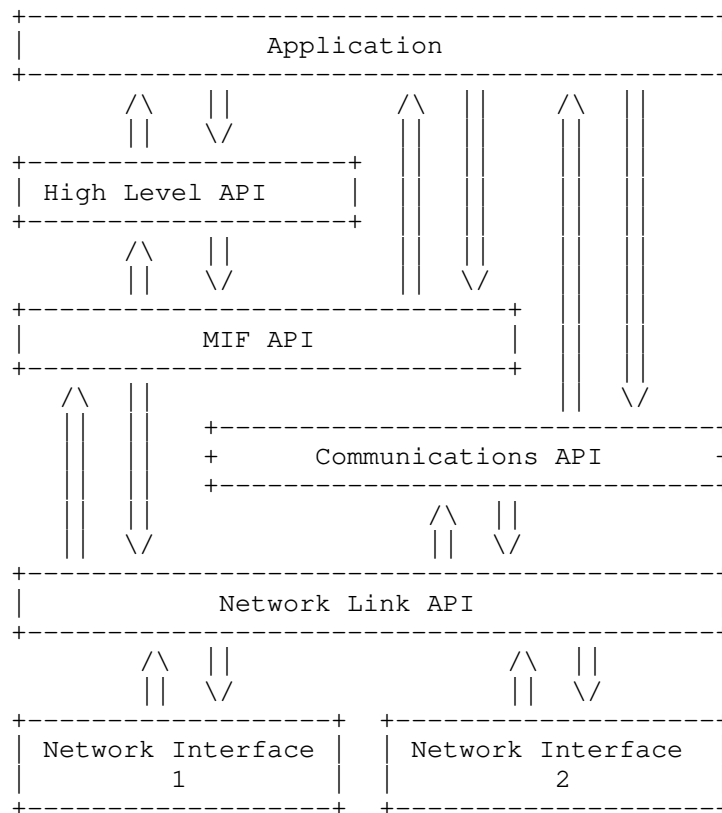 Application
High Level API
MIF API
Communications API
Network Link API
Network Interface Network Interface
1 2